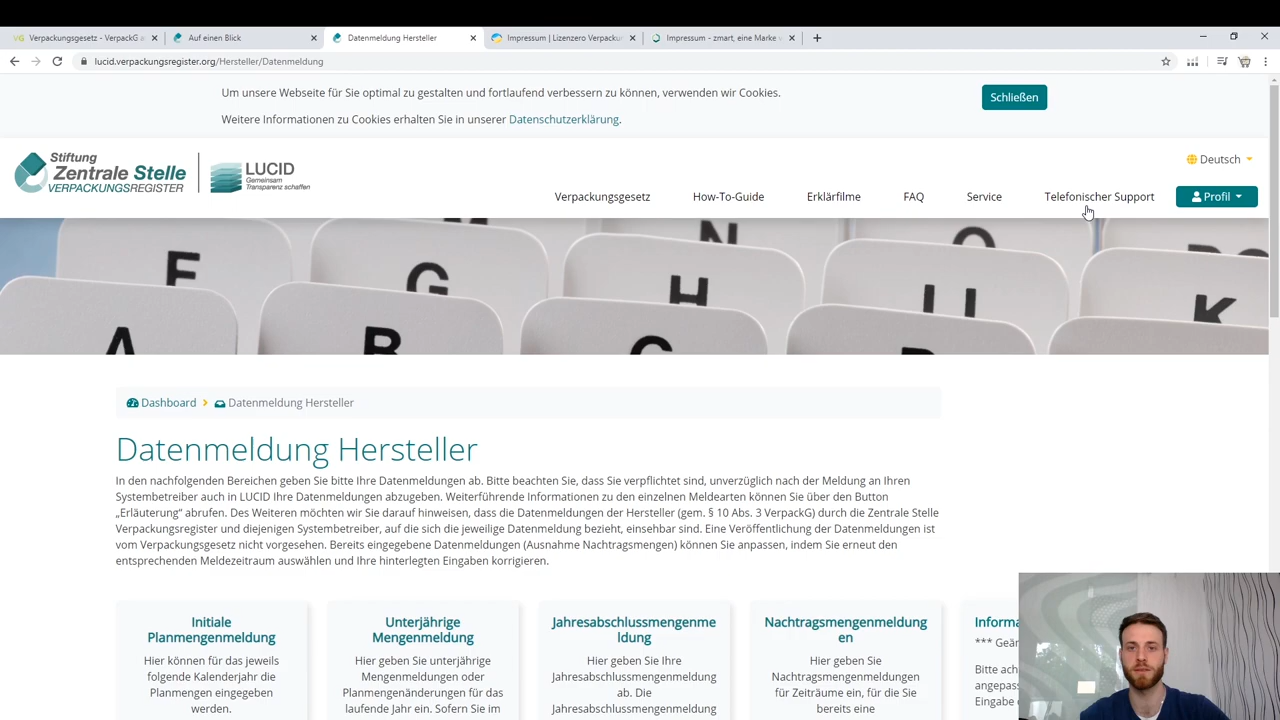 Verpackungsgesetz - VerpackG
Auf einen Blick
Datenmeldung Hersteller
Impressum | Lizenzero Verpacku
Impressum - zmart, eine Marke
lucid.verpackungsregister.org/Hersteller/Datenmeldung
Um unsere Webseite für Sie optimal zu gestalten und fortlaufend verbessern zu können, verwenden wir Cookies.
Schließen
Weitere Informationen zu Cookies erhalten Sie in unserer Datenschutzerklärung.
Deutsch
Stiftung
Zentrale Stelle
VERPACKUNGSREGISTER
LUCID
Gemeinsam
Transparenz schaffen
Verpackungsgesetz How-To-Guide Erklärfilme FAQ Service Telefonischer Support Profil
F G N H K
A B
Dashboard Datenmeldung Hersteller
Datenmeldung Hersteller
In den nachfolgenden Bereichen geben Sie bitte Ihre Datenmeldungen ab. Bitte beachten Sie, dass Sie verpflichtet sind, unverzüglich nach der Meldung an Ihren
Systembetreiber auch in LUCID Ihre Datenmeldungen abzugeben. Weiterführende Informationen zu den einzelnen Meldearten können Sie über den Button
„Erläuterung“ abrufen. Des Weiteren möchten wir Sie darauf hinweisen, dass die Datenmeldungen der Hersteller (gem. § 10 Abs. 3 VerpackG) durch die Zentrale Stelle
Verpackungsregister und diejenigen Systembetreiber, auf die sich die jeweilige Datenmeldung bezieht, einsehbar sind. Eine Veröffentlichung der Datenmeldungen ist
vom Verpackungsgesetz nicht vorgesehen. Bereits eingegebene Datenmeldungen (Ausnahme Nachtragsmengen) können Sie anpassen, indem Sie erneut den
entsprechenden Meldezeitraum auswählen und Ihre hinterlegten Eingaben korrigieren.
Initiale
Planmengenmeldung
Hier können für das jeweils
folgende Kalenderjahr die
Planmengen eingegeben
werden.
Unterjährige
Mengenmeldung
Hier geben Sie unterjährige
Mengenmeldungen oder
Planmengenänderungen für das
laufende Jahr ein. Sofern Sie im
Jahresabschlussmengenme
ldung
Hier geben Sie Ihre
Jahresabschlussmengenmeldung
ab. Die
Jahresabschlussmengenmeldung
Nachtragsmengenmeldung
en
Hier geben Sie
Nachtragsmengenmeldungen
für Zeiträume ein, für die Sie
bereits eine
Informa
*** Geän
Bitte ach
angepass
Eingabe